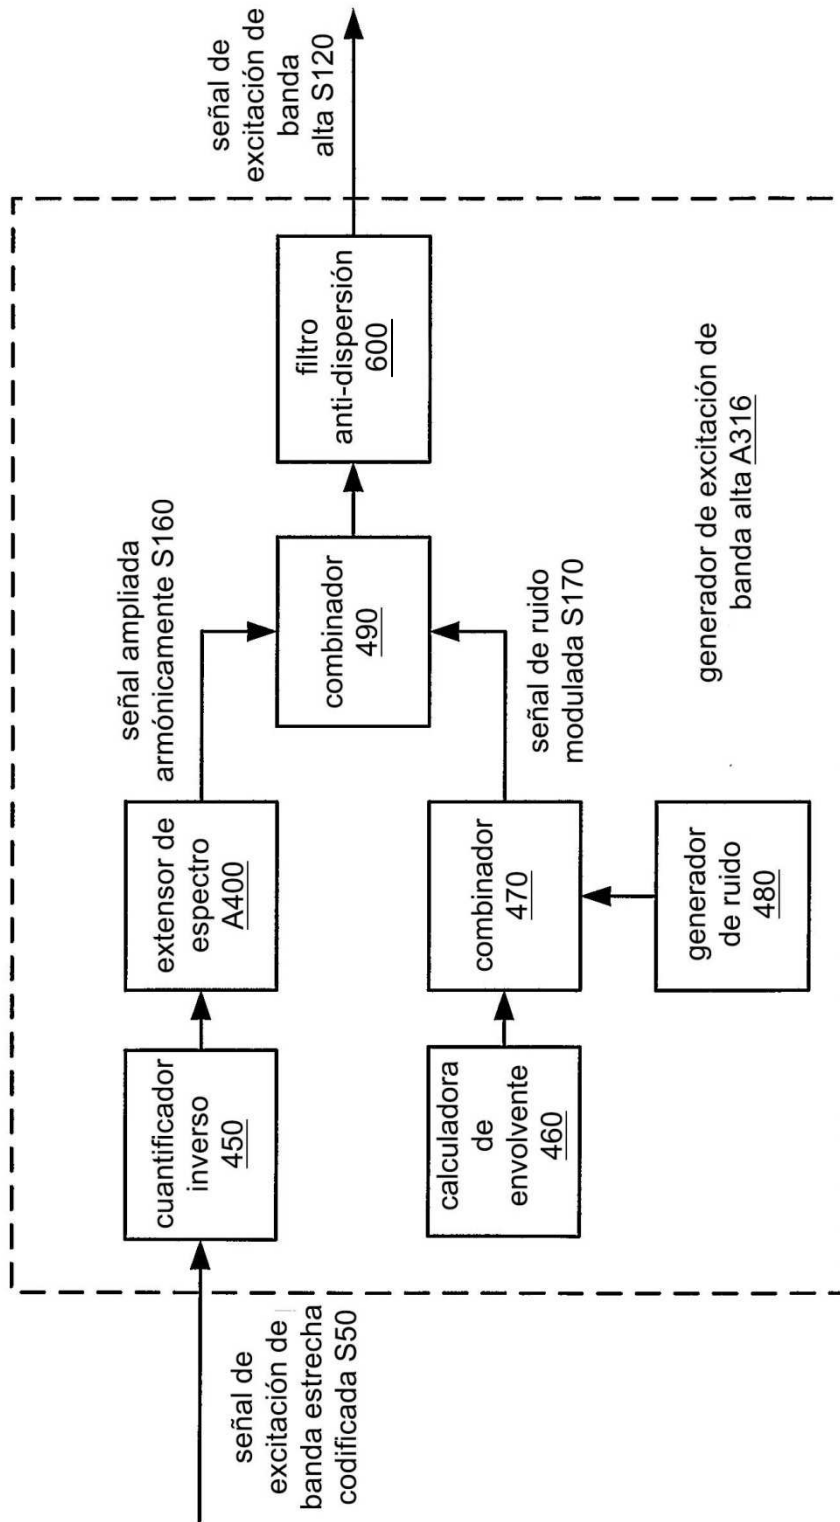 señal de
excitación de
banda estrecha
codificada S50
cuantificador
inverso
450
extensor de
espectro
A400
señal ampliada
armónicamente S160
calculadora
de
envolvente
460
combinador
470
generador
de ruido
480
señal de ruido
modulada S170
combinador
490
filtro
anti-dispersión
600
señal de
excitación de
banda
alta S120
generador de excitación de
banda alta A316